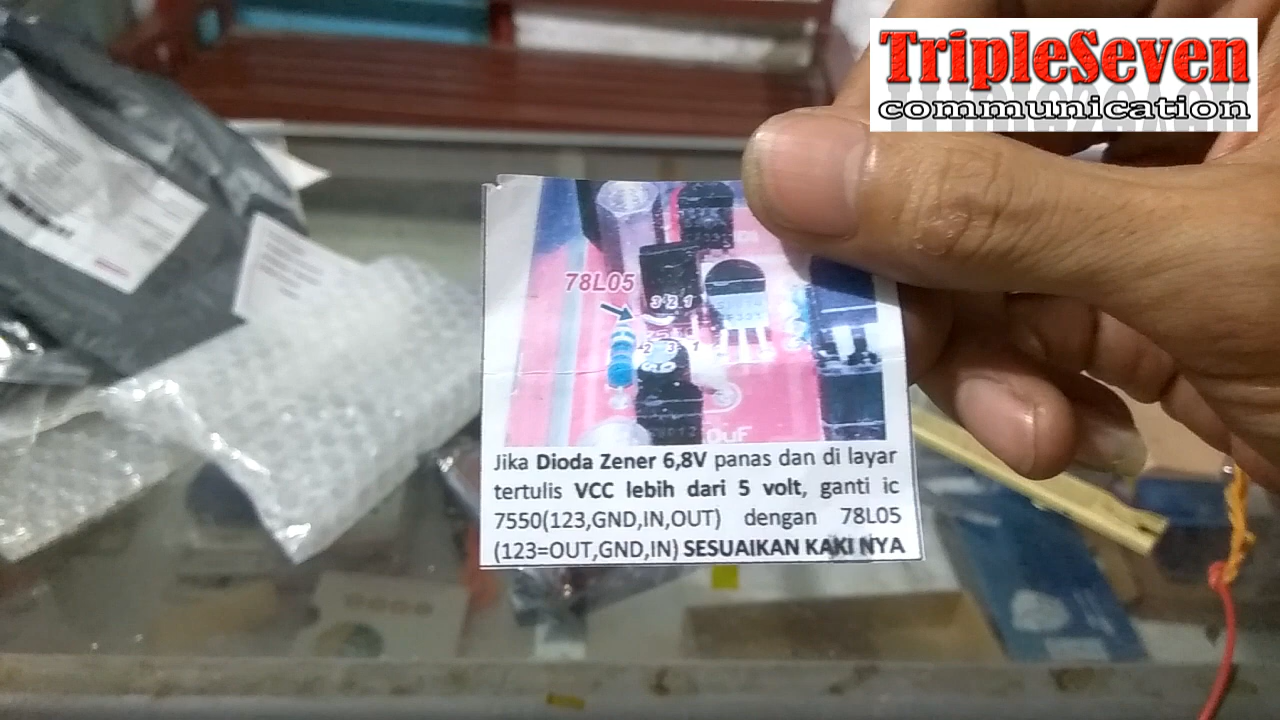 TripleSeven
communication
78L05
3 2 1
2 3 1
0uF
Jika Dioda Zener 6,8V panas dan di layar
tertulis VCC lebih dari 5 volt, ganti ic
7550(123,GND,IN,OUT) dengan 78L05
(123=OUT,GND,IN) SESUAIKAN KAKI NYA